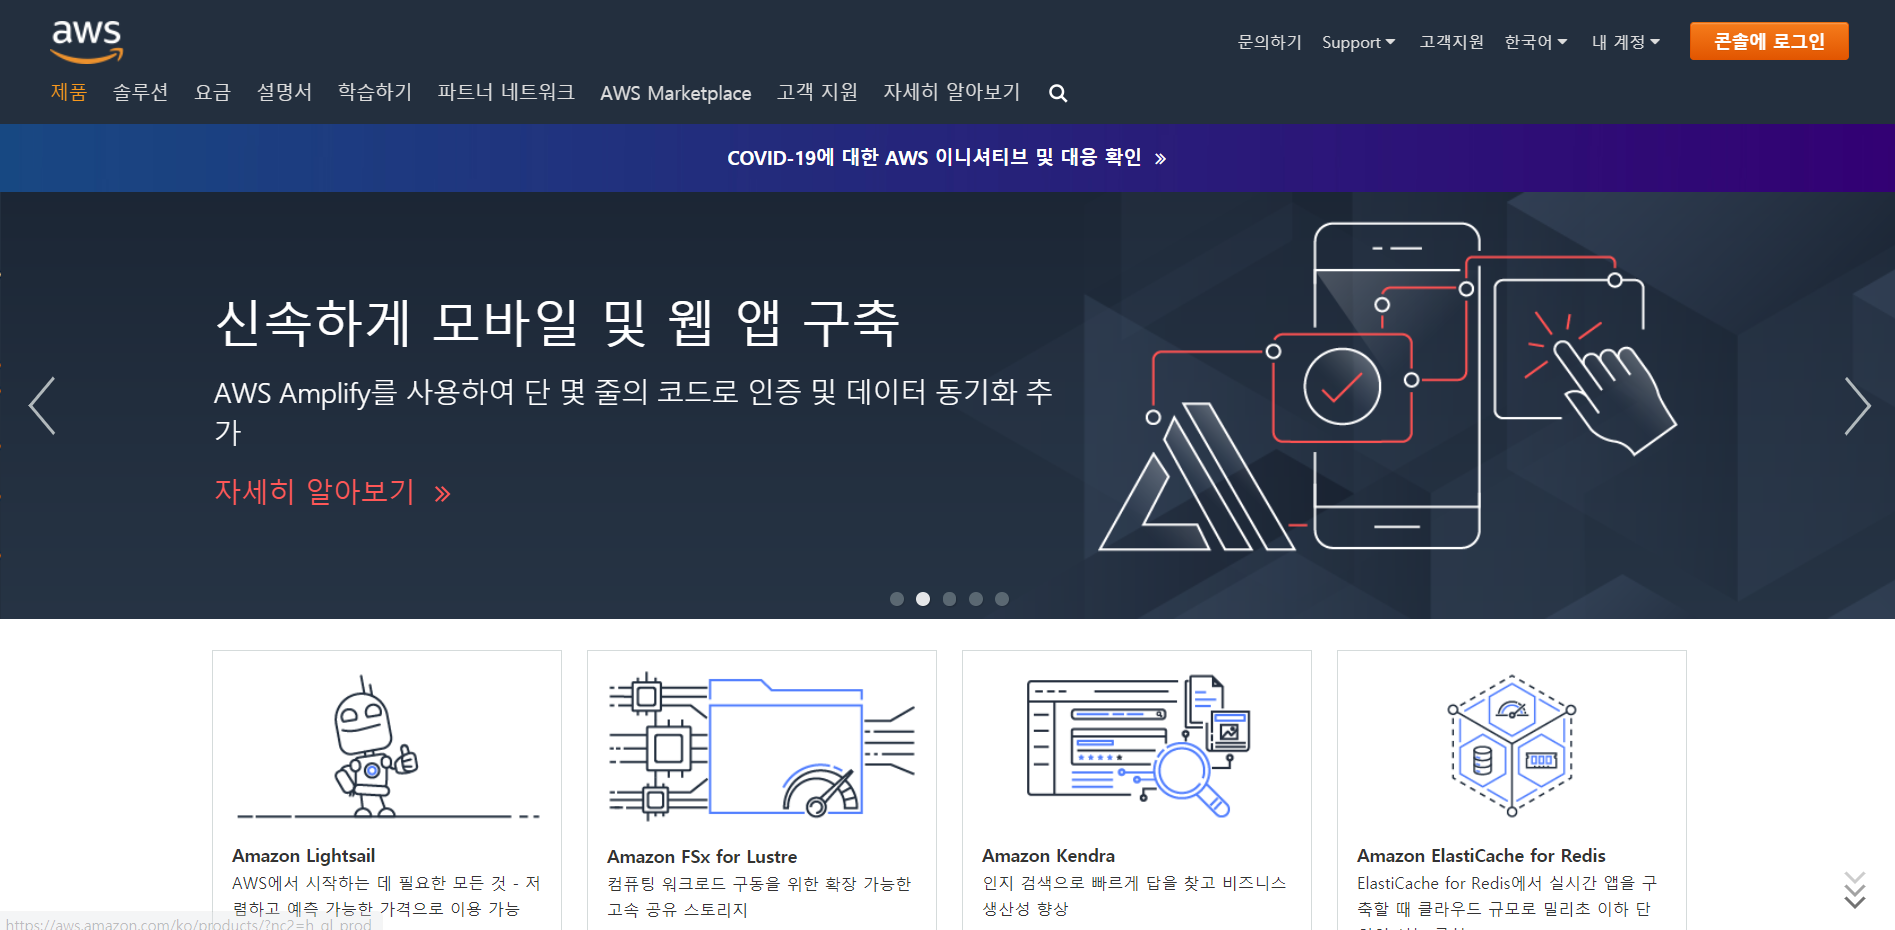 aws
문의하기 Support 고객지원 한국어 내 계정 콘솔에 로그인
제품 솔루션 요금 설명서 학습하기 파트너 네트워크 AWS Marketplace 고객 지원 자세히 알아보기
COVID-19에 대한 AWS 이니셔티브 및 대응 확인 »
신속하게 모바일 및 웹 앱 구축
AWS Amplify를 사용하여 단 몇 줄의 코드로 인증 및 데이터 동기화 추
가
자세히 알아보기 »
Amazon Lightsail
AWS에서 시작하는 데 필요한 모든 것 - 저
렴하고 예측 가능한 가격으로 이용 가능
Amazon FSx for Lustre
컴퓨팅 워크로드 구동을 위한 확장 가능한
고속 공유 스토리지
Amazon Kendra
인지 검색으로 빠르게 답을 찾고 비즈니스
생산성 향상
Amazon ElastiCache for Redis
ElastiCache for Redis에서 실시간 앱을 구
축할 때 클라우드 규모로 밀리초 이하 단
https://aws.amazon.com/ko/products/?nc2=h_ql_prod